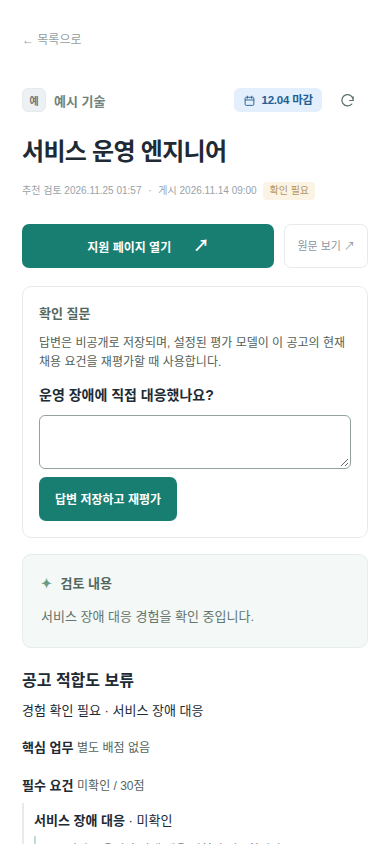 ← 목록으로
예 예시 기술
12.04 마감
서비스 운영 엔지니어
추천 검토 2026.11.25 01:57 · 게시 2026.11.14 09:00 확인 필요
지원 페이지 열기 ↗
원문 보기 ↗
확인 질문
답변은 비공개로 저장되며, 설정된 평가 모델이 이 공고의 현재
채용 요건을 재평가할 때 사용합니다.
운영 장애에 직접 대응했나요?
답변 저장하고 재평가
✦ 검토 내용
서비스 장애 대응 경험을 확인 중입니다.
공고 적합도 보류
경험 확인 필요 · 서비스 장애 대응
핵심 업무 별도 배점 없음
필수 요건 미확인 / 30점
서비스 장애 대응 · 미확인